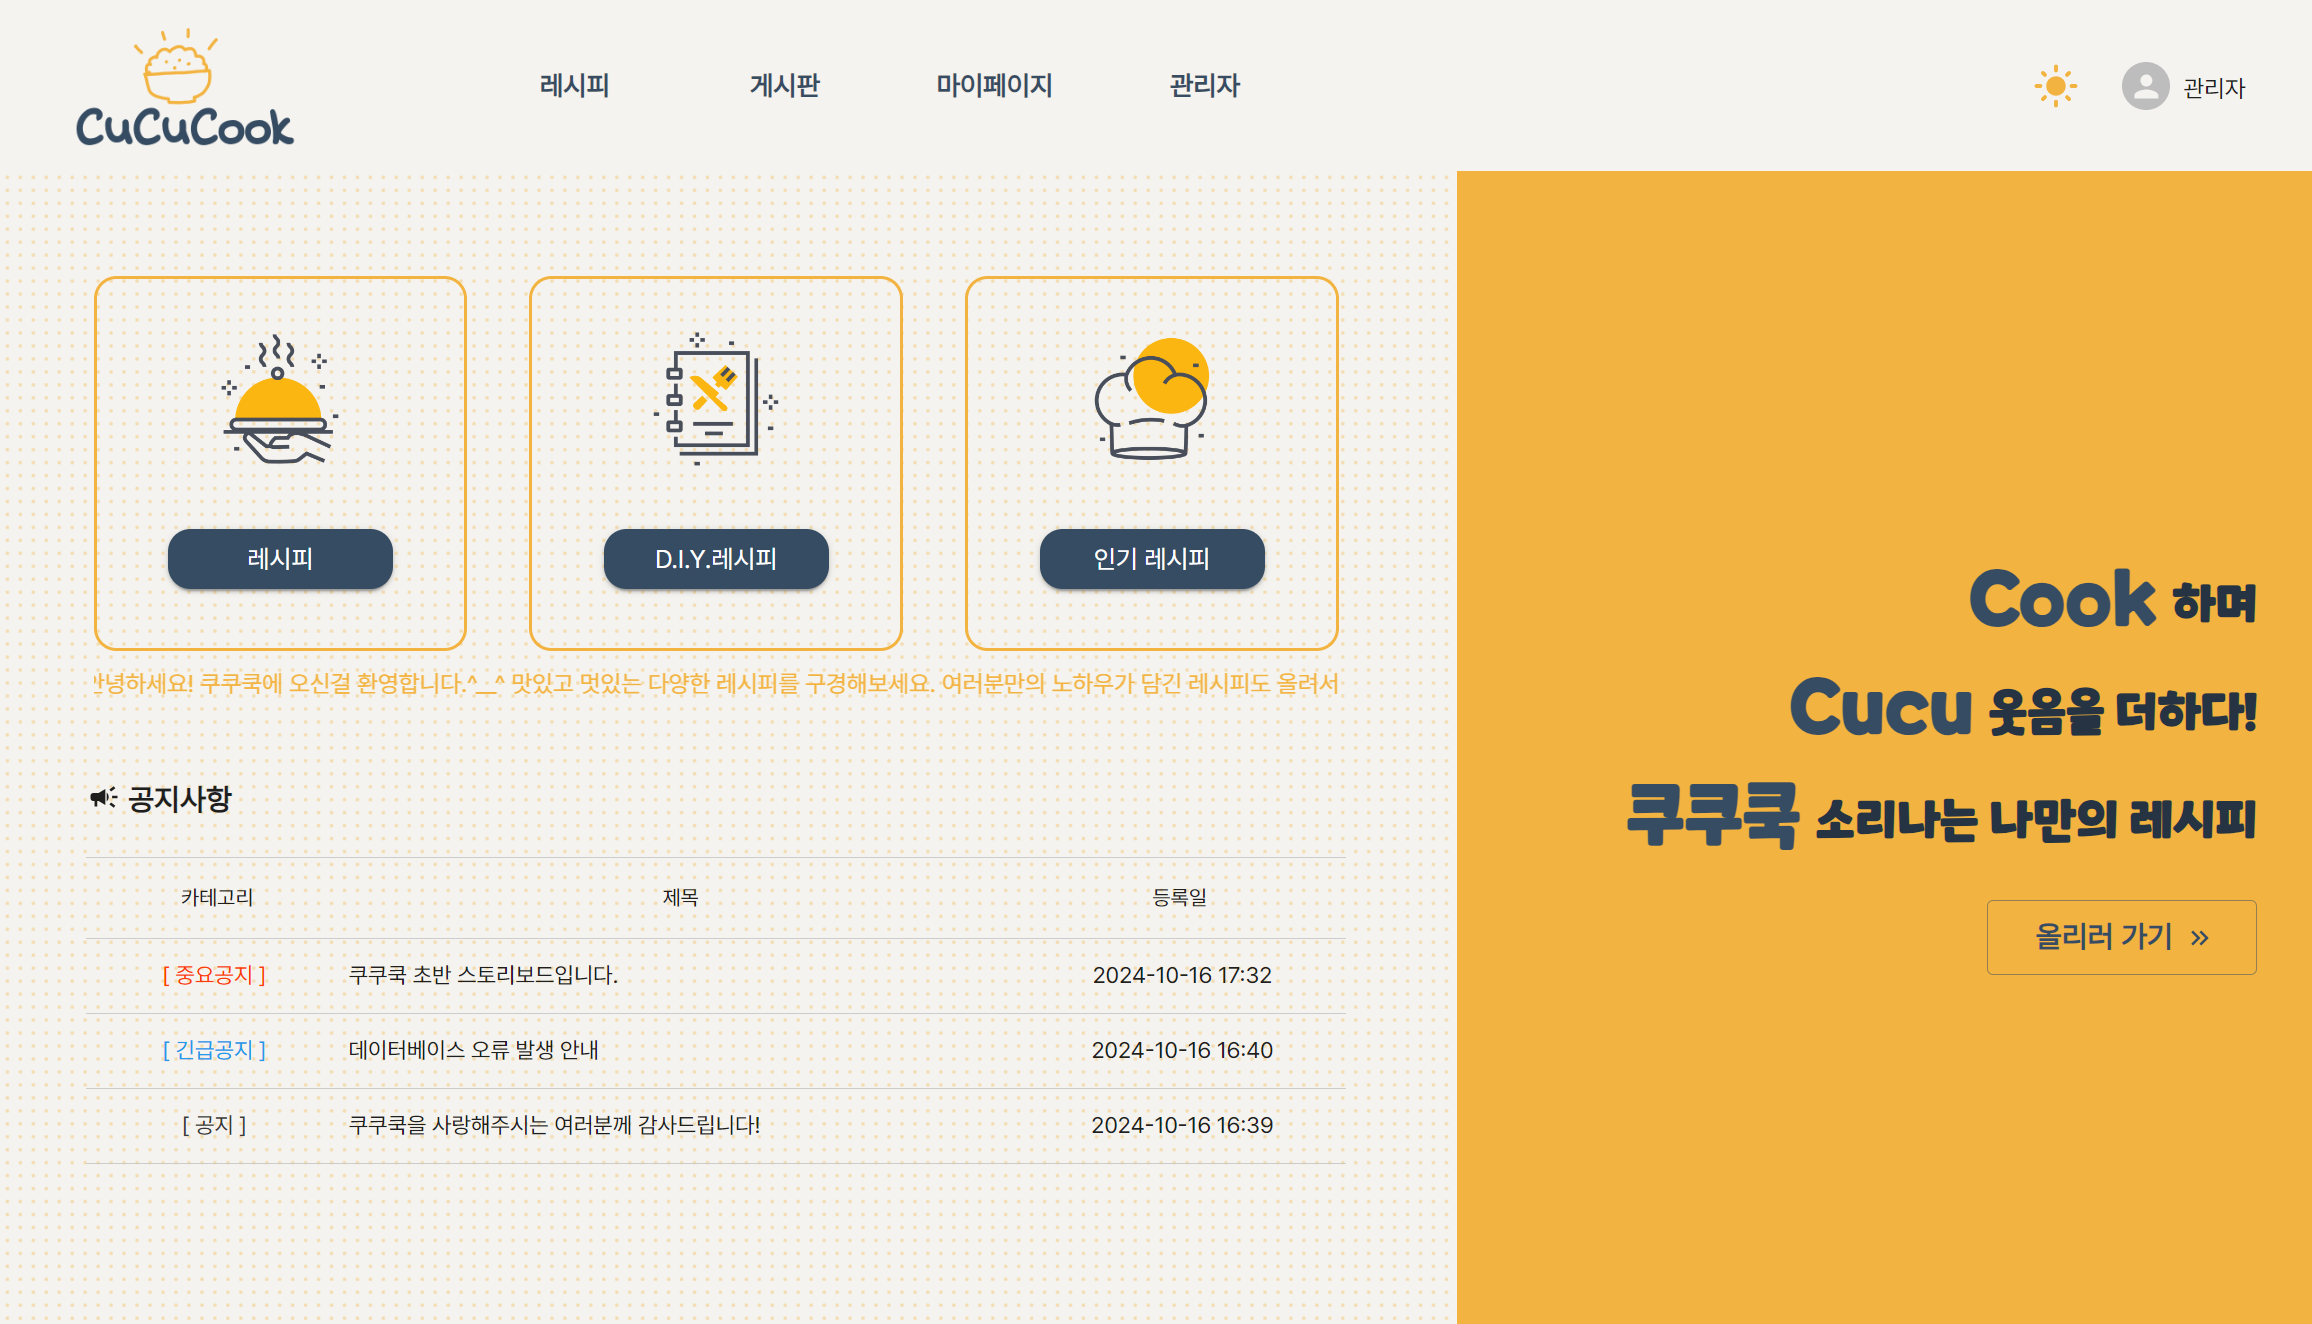 CuCuCook
레시피 게시판 마이페이지 관리자
관리자
레시피
D.I.Y.레시피
인기 레시피
안녕하세요! 쿠쿠쿡에 오신걸 환영합니다.^__^ 맛있고 멋있는 다양한 레시피를 구경해보세요. 여러분만의 노하우가 담긴 레시피도 올려서
공지사항
카테고리 제목 등록일
[ 중요공지 ] 쿠쿠쿡 초반 스토리보드입니다. 2024-10-16 17:32
[ 긴급공지 ] 데이터베이스 오류 발생 안내 2024-10-16 16:40
[ 공지 ] 쿠쿠쿡을 사랑해주시는 여러분께 감사드립니다! 2024-10-16 16:39
Cook 하며
Cucu 웃음을 더하다!
쿠쿠쿡 소리나는 나만의 레시피
올리러 가기 »